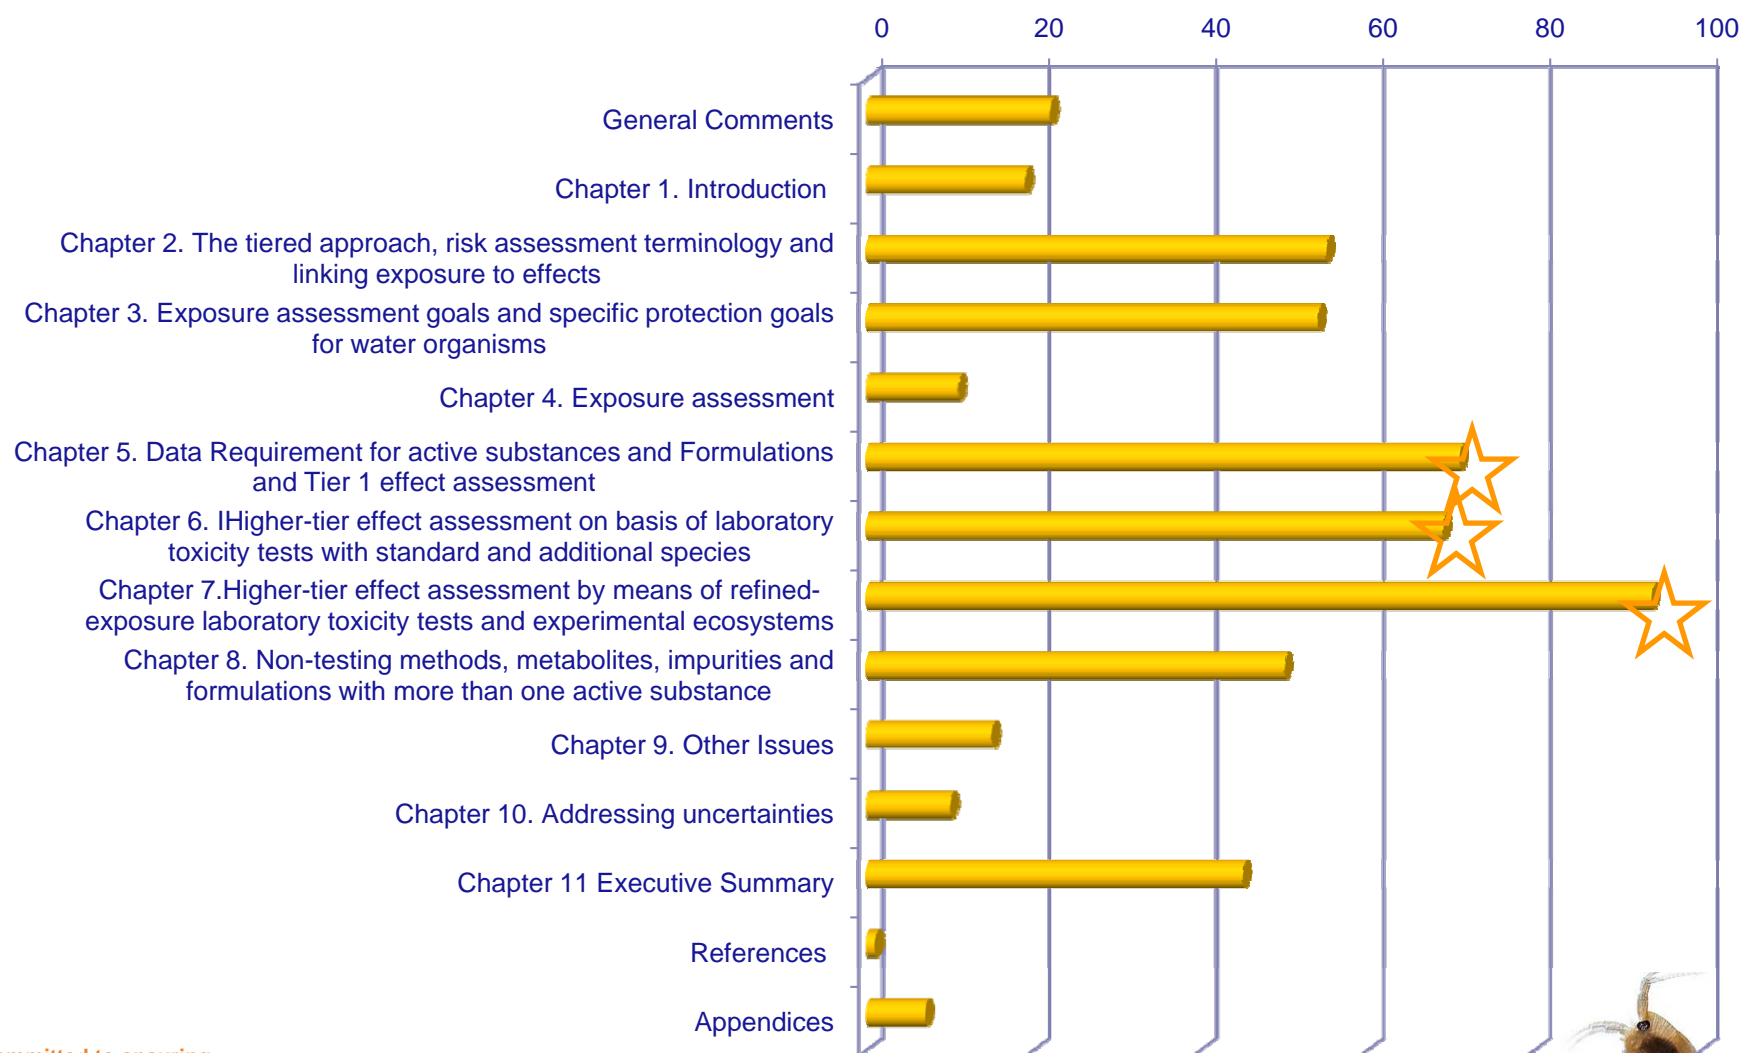 0 20 40 60 80 100
General Comments
Chapter 1. Introduction
Chapter 2. The tiered approach, risk assessment terminology and
linking exposure to effects
Chapter 3. Exposure assessment goals and specific protection goals
for water organisms
Chapter 4. Exposure assessment
Chapter 5. Data Requirement for active substances and Formulations
and Tier 1 effect assessment
Chapter 6. IHigher-tier effect assessment on basis of laboratory
toxicity tests with standard and additional species
Chapter 7.Higher-tier effect assessment by means of refined-
exposure laboratory toxicity tests and experimental ecosystems
Chapter 8. Non-testing methods, metabolites, impurities and
formulations with more than one active substance
Chapter 9. Other Issues
Chapter 10. Addressing uncertainties
Chapter 11 Executive Summary
References
Appendices